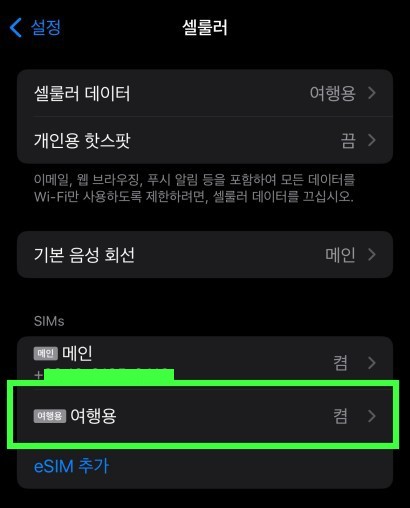 설정
셀룰러
셀룰러 데이터 여행용
개인용 핫스팟 끔
이메일, 웹 브라우징, 푸시 알림 등을 포함하여 모든 데이터를
Wi-Fi만 사용하도록 제한하려면, 셀룰러 데이터를 끄십시오.
기본 음성 회선 메인
SIMs
메인 메인 켬
+
여행용 여행용 켬
eSIM 추가